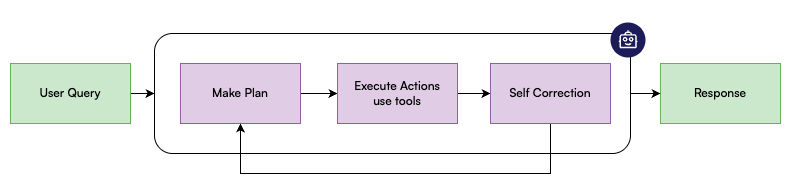 User Query
Make Plan
Execute Actions
use tools
Self Correction
Response